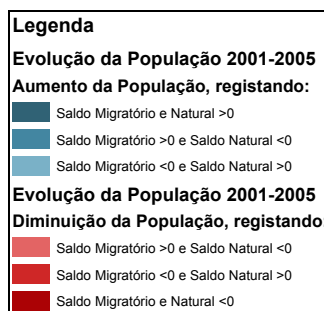 Legenda
Evolução da População 2001-2005
Aumento da População, registando:
Saldo Migratório e Natural >0
Saldo Migratório >0 e Saldo Natural <0
Saldo Migratório <0 e Saldo Natural >0
Evolução da População 2001-2005
Diminuição da População, registando:
Saldo Migratório >0 e Saldo Natural <0
Saldo Migratório <0 e Saldo Natural >0
Saldo Migratório e Natural <0